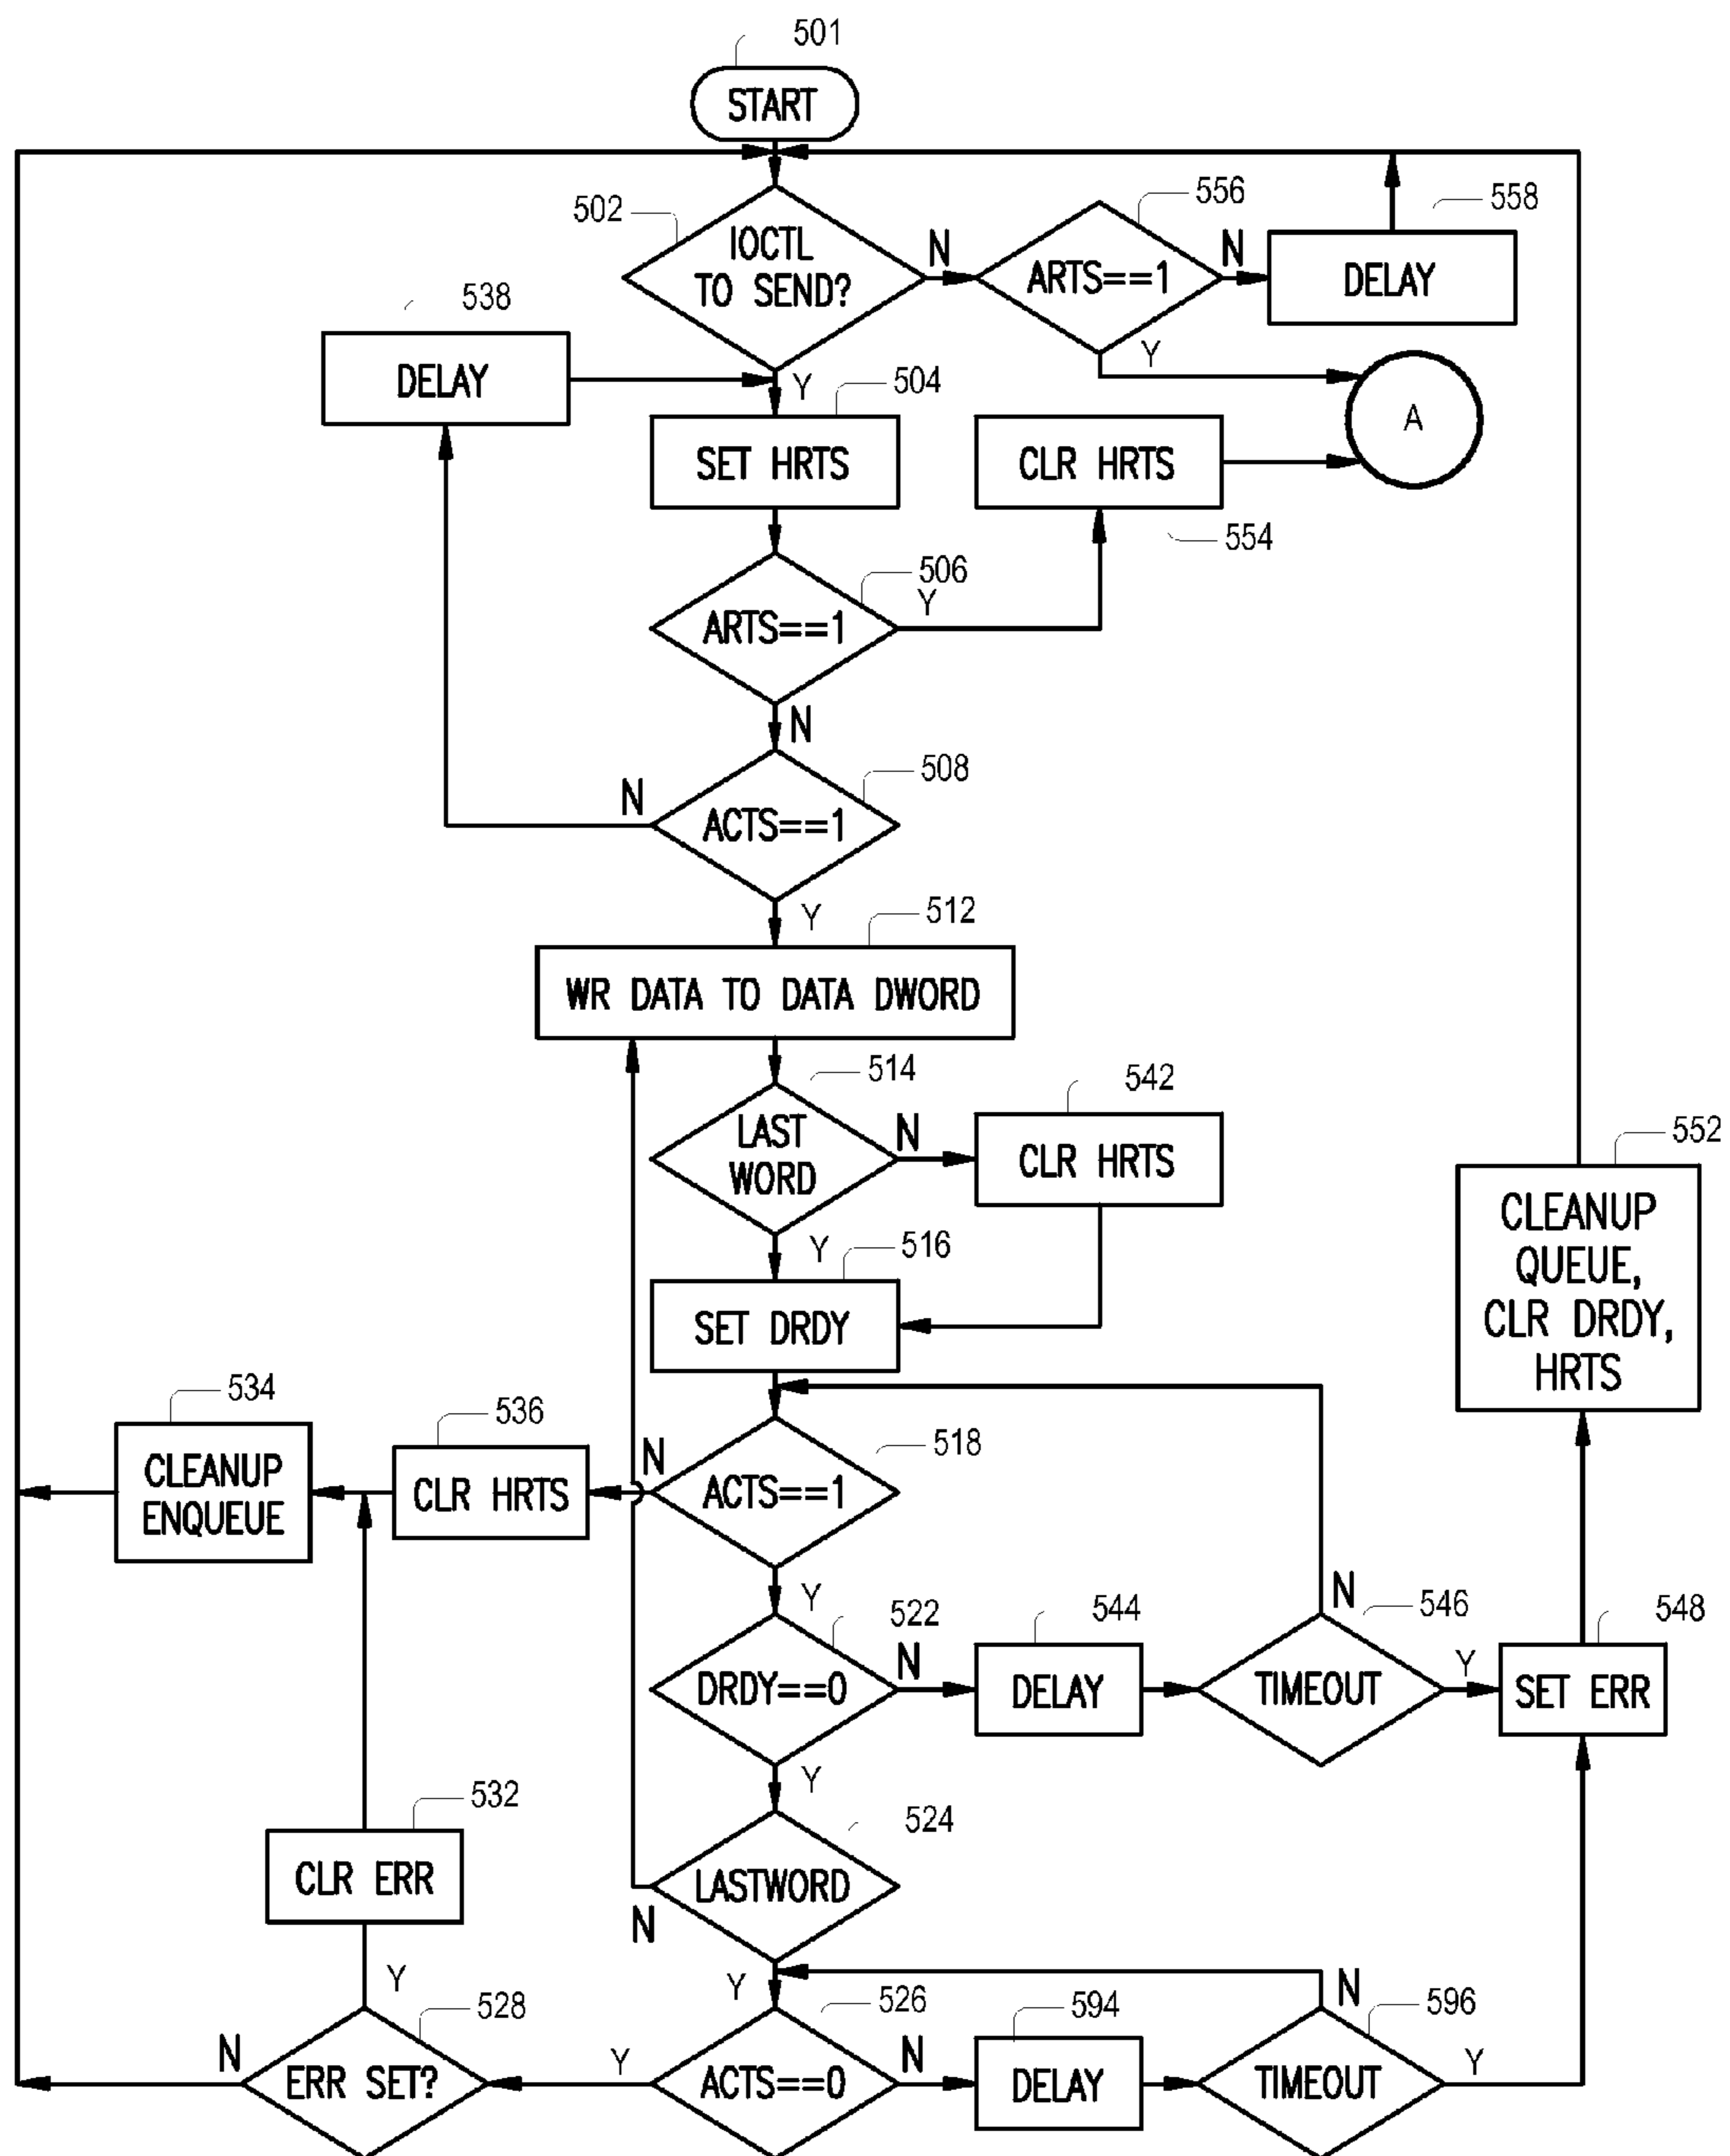 501
START
502
IOCTL
TO SEND?
N
556
ARTS==1
N
558
DELAY
538
DELAY
Y
504
SET HRTS
Y
A
CLR HRTS
554
506
ARTS==1
Y
N
508
ACTS==1
N
Y
512
WR DATA TO DATA DWORD
514
LAST
WORD
N
542
CLR HRTS
Y
516
SET DRDY
552
CLEANUP
QUEUE,
CLR DRDY,
HRTS
534
CLEANUP
ENQUEUE
536
CLR HRTS
N
518
ACTS==1
Y
522
DRDY==0
N
544
DELAY
N
546
TIMEOUT
Y
548
SET ERR
Y
532
CLR ERR
524
LASTWORD
N
Y
Y
528
ERR SET?
N
Y
526
ACTS==0
N
594
DELAY
N
596
TIMEOUT
Y